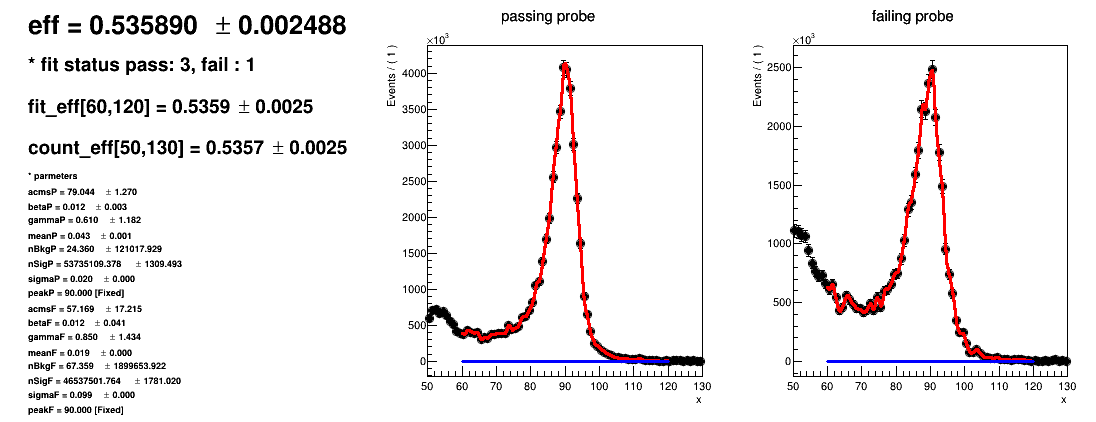 eff = 0.535890 ± 0.002488
* fit status pass: 3, fail : 1
fit_eff[60,120] = 0.5359 ± 0.0025
count_eff[50,130] = 0.5357 ± 0.0025
* parmeters
acmsP = 79.044 ± 1.270
betaP = 0.012 ± 0.003
gammaP = 0.610 ± 1.182
meanP = 0.043 ± 0.001
nBkgP = 24.360 ± 121017.929
nSigP = 53735109.378 ± 1309.493
sigmaP = 0.020 ± 0.000
peakP = 90.000 [Fixed]
acmsF = 57.169 ± 17.215
betaF = 0.012 ± 0.041
gammaF = 0.850 ± 1.434
meanF = 0.019 ± 0.000
nBkgF = 67.359 ± 1899653.922
nSigF = 46537501.764 ± 1781.020
sigmaF = 0.099 ± 0.000
peakF = 90.000 [Fixed]
passing probe
×10³
Events / ( 1 )
4000
3500
3000
2500
2000
1500
1000
500
0
50 60 70 80 90 100 110 120 130
x
failing probe
×10³
Events / ( 1 )
2500
2000
1500
1000
500
0
50 60 70 80 90 100 110 120 130
x